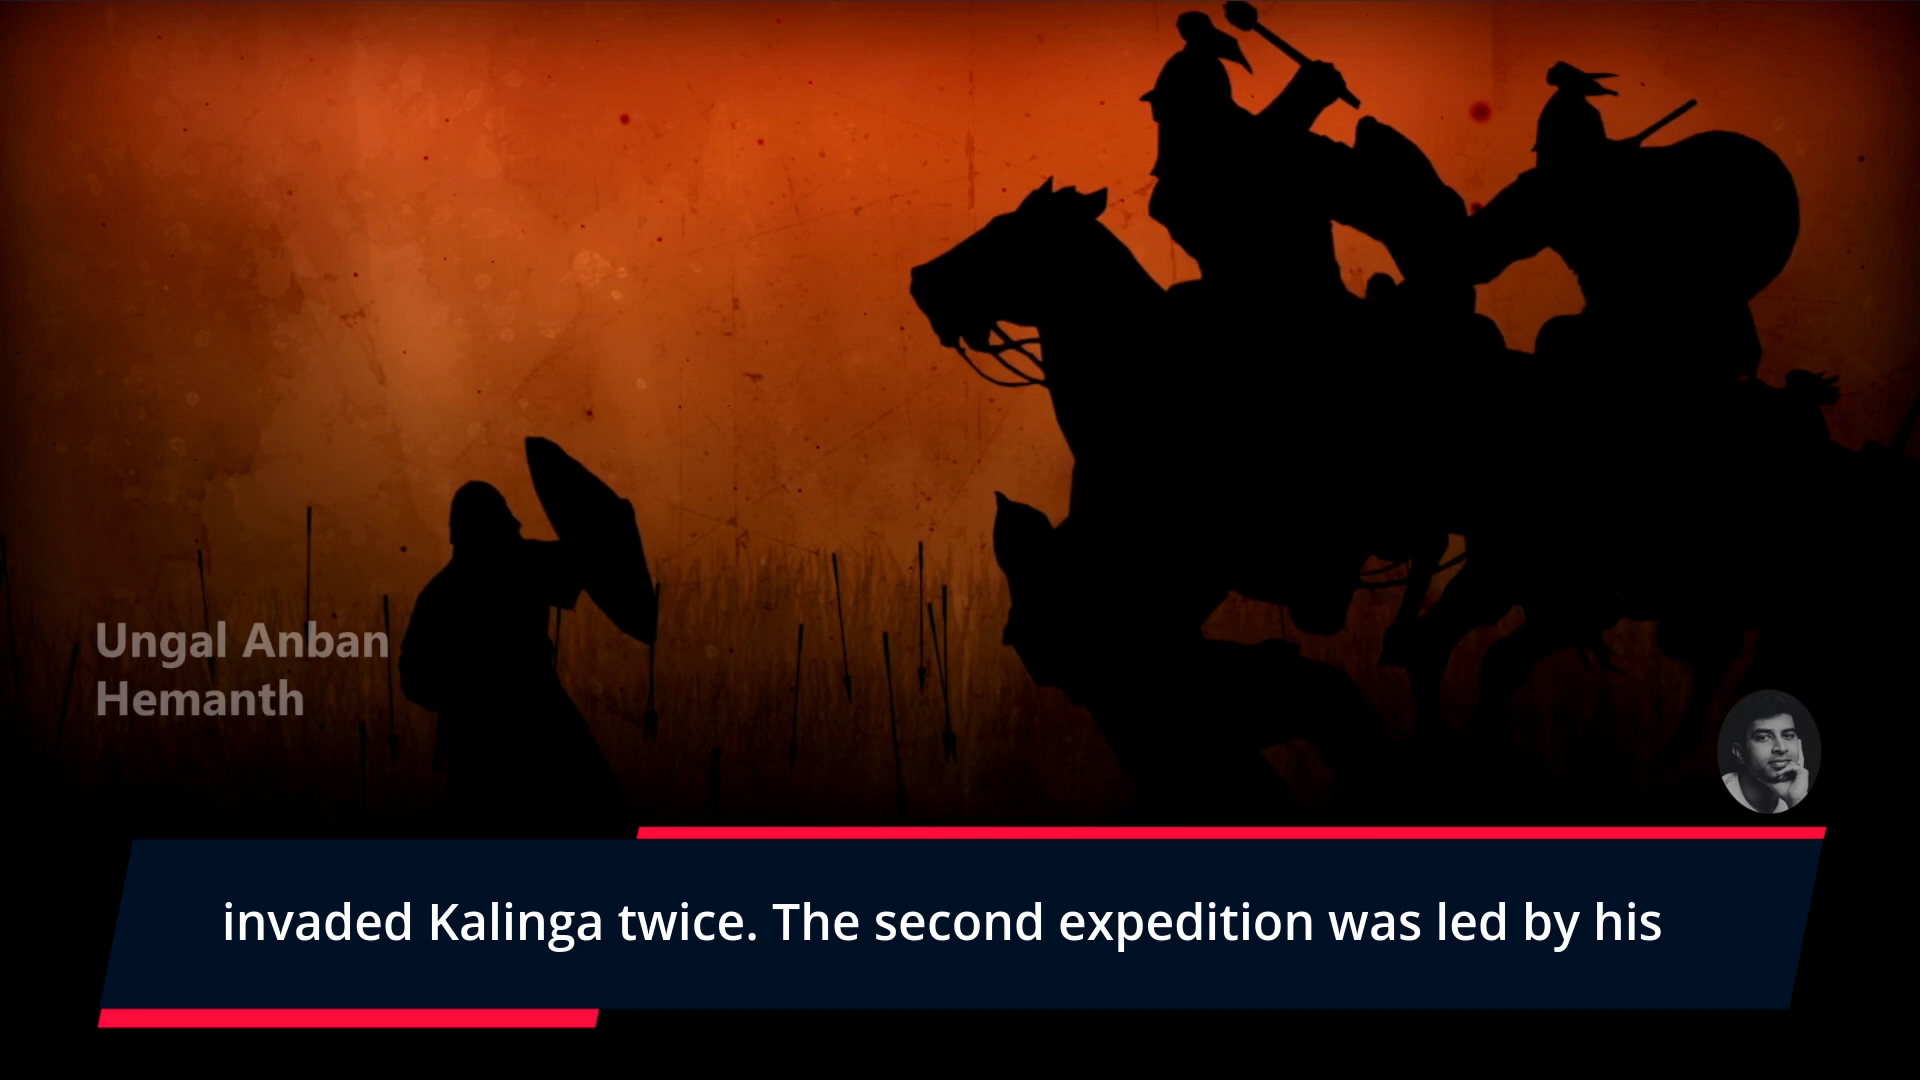 Ungal Anban
Hemanth
invaded Kalinga twice. The second expedition was led by his